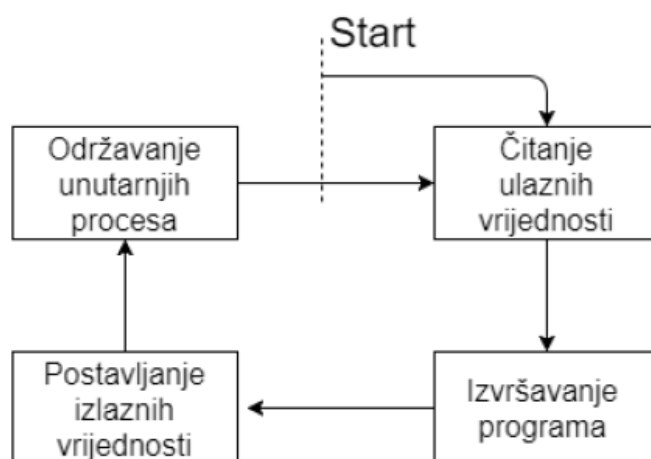 Start
Održavanje
unutarnjih
procesa
Čitanje
ulaznih
vrijednosti
Postavljanje
izlaznih
vrijednosti
Izvršavanje
programa